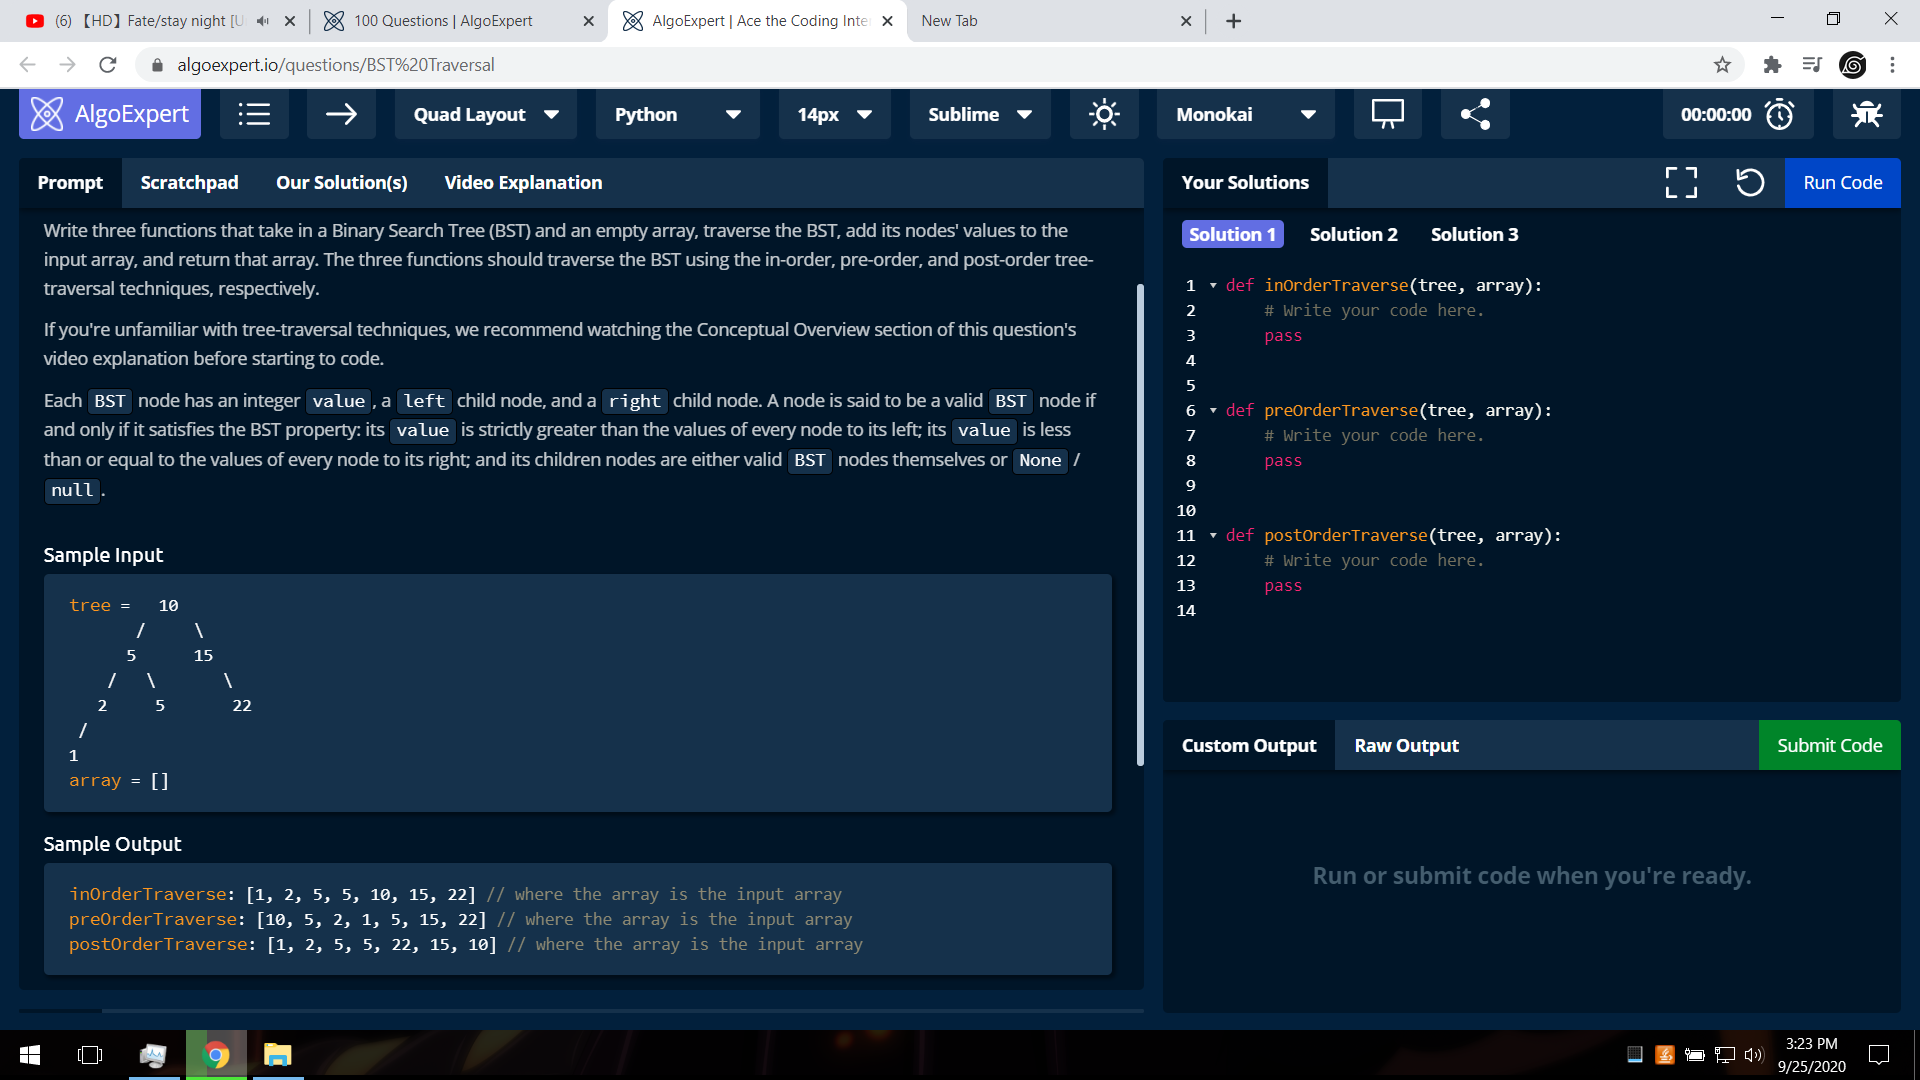 (6) 【HD】Fate/stay night [U
100 Questions | AlgoExpert
AlgoExpert | Ace the Coding Inte
New Tab
algoexpert.io/questions/BST%20Traversal
AlgoExpert
Quad Layout
Python
14px
Sublime
Monokai
00:00:00
Prompt
Scratchpad
Our Solution(s)
Video Explanation
Write three functions that take in a Binary Search Tree (BST) and an empty array, traverse the BST, add its nodes' values to the
input array, and return that array. The three functions should traverse the BST using the in-order, pre-order, and post-order tree-
traversal techniques, respectively.
If you're unfamiliar with tree-traversal techniques, we recommend watching the Conceptual Overview section of this question's
video explanation before starting to code.
Each BST node has an integer value, a left child node, and a right child node. A node is said to be a valid BST node if
and only if it satisfies the BST property: its value is strictly greater than the values of every node to its left; its value is less
than or equal to the values of every node to its right; and its children nodes are either valid BST nodes themselves or None /
null.
Sample Input
tree =   10
       /     \
      5      15
    /   \       \
   2     5       22
 /
1
array = []
Sample Output
inOrderTraverse: [1, 2, 5, 5, 10, 15, 22] // where the array is the input array
preOrderTraverse: [10, 5, 2, 1, 5, 15, 22] // where the array is the input array
postOrderTraverse: [1, 2, 5, 5, 22, 15, 10] // where the array is the input array
Your Solutions
Run Code
Solution 1
Solution 2
Solution 3
1 def inOrderTraverse(tree, array):
2     # Write your code here.
3     pass
4
5
6 def preOrderTraverse(tree, array):
7     # Write your code here.
8     pass
9
10
11 def postOrderTraverse(tree, array):
12     # Write your code here.
13     pass
14
Custom Output
Raw Output
Submit Code
Run or submit code when you're ready.
3:23 PM
9/25/2020